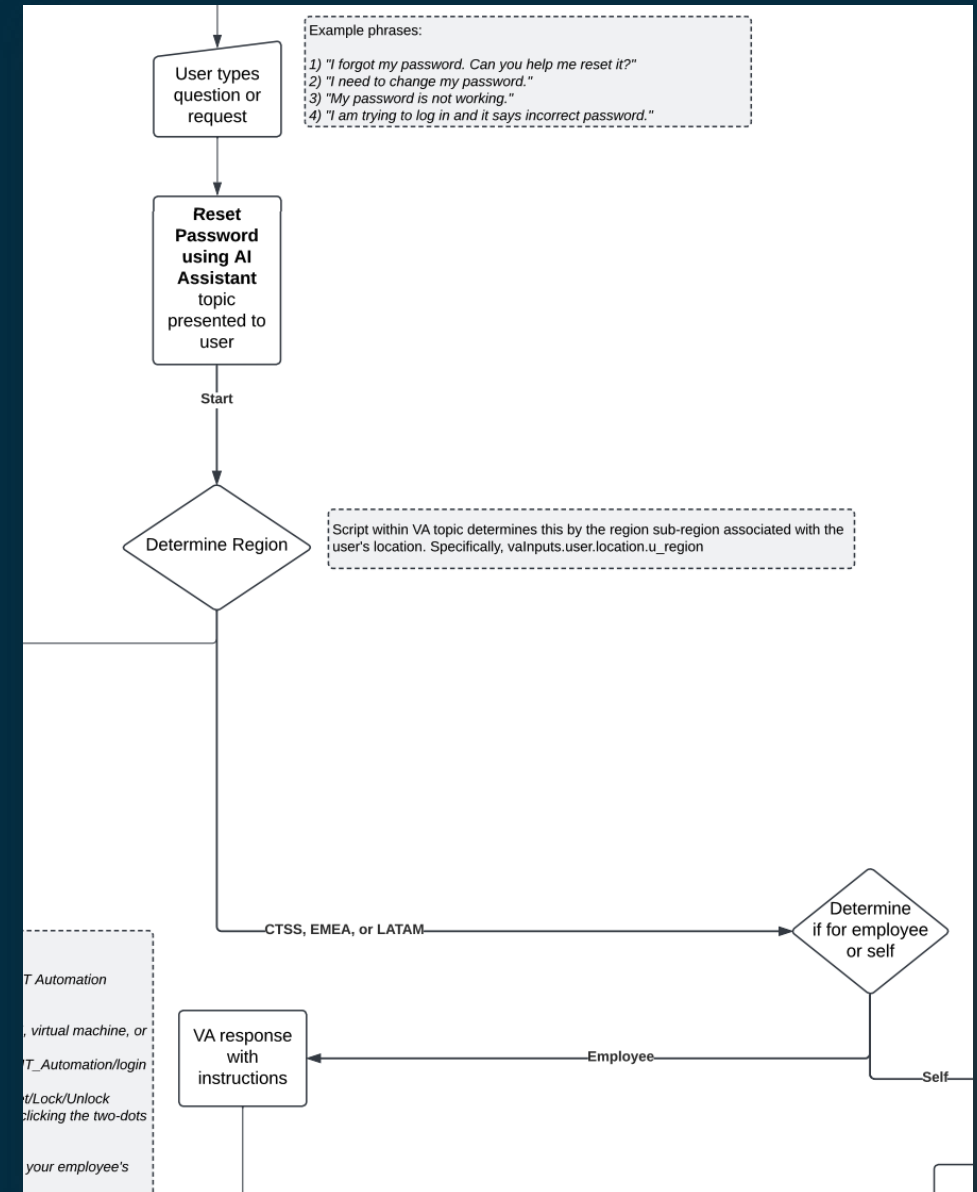 User types
question or
request
Example phrases:
1) "I forgot my password. Can you help me reset it?"
2) "I need to change my password."
3) "My password is not working."
4) "I am trying to log in and it says incorrect password."
Reset
Password
using AI
Assistant
topic
presented to
user
Start
Determine Region
Script within VA topic determines this by the region sub-region associated with the
user's location. Specifically, vaInputs.user.location.u_region
CTSS, EMEA, or LATAM
Determine
if for employee
or self
Employee
Self
VA response
with
instructions
T Automation
, virtual machine, or
IT_Automation/login
et/Lock/Unlock
clicking the two-dots
your employee's